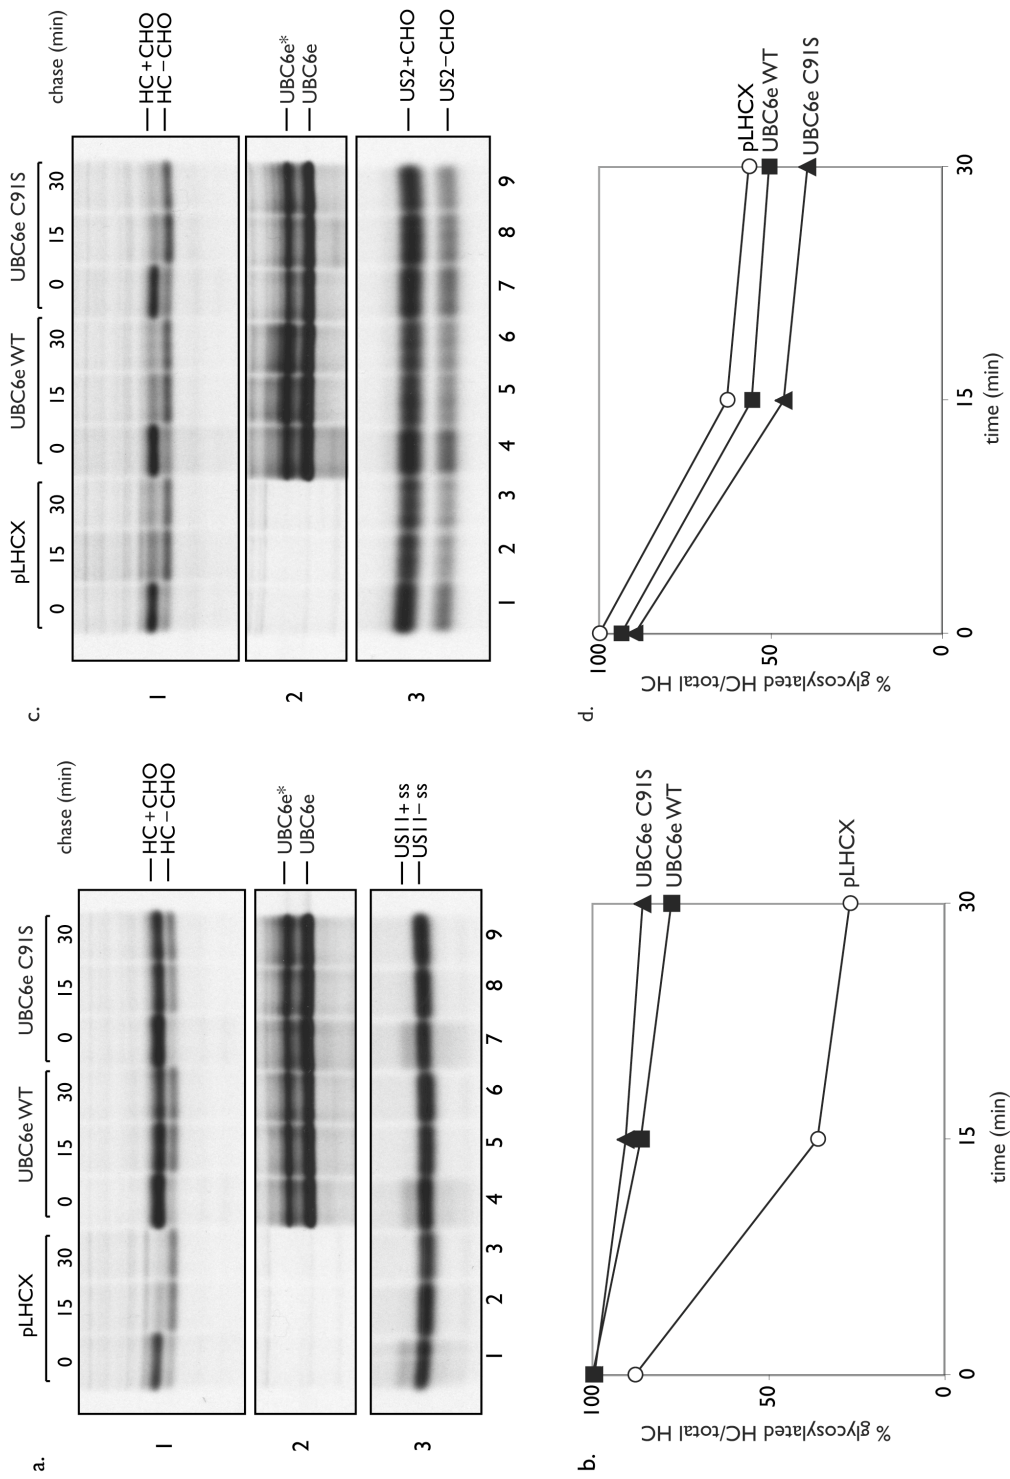 a.
pLHCX UBC6e WT UBC6e C91S
0 15 30 0 15 30 0 15 30 chase (min)
1 HC+CHO
HC−CHO
2 UBC6e*
UBC6e
3 US11+ss
US11−ss
1 2 3 4 5 6 7 8 9
b.
% glycosylated HC/total HC
100
50
0
0 15 30
time (min)
UBC6e C91S
UBC6e WT
pLHCX
c.
pLHCX UBC6e WT UBC6e C91S
0 15 30 0 15 30 0 15 30 chase (min)
1 HC+CHO
HC−CHO
2 UBC6e*
UBC6e
3 US2+CHO
US2−CHO
1 2 3 4 5 6 7 8 9
d.
% glycosylated HC/total HC
100
50
0
0 15 30
time (min)
pLHCX
UBC6e WT
UBC6e C91S